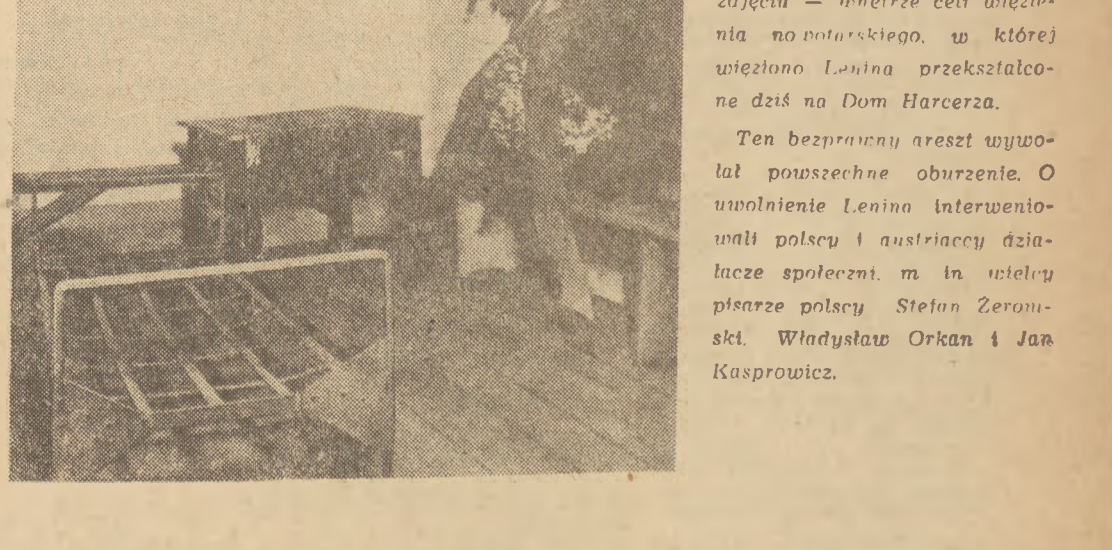 zdjęciu — wnętrze celi więzie-
nia nowotarskiego, w której
więziono Lenina przekształco-
ne dziś na Dom Harcerza.
Ten bezprawny areszt wywo-
łał powszechne oburzenie. O
uwolnienie Lenina interwenio-
wali polscy i austriaccy dzia-
łacze społeczni, m in wielcy
pisarze polscy Stefan Żerom-
ski, Władysław Orkan i Jan
Kasprowicz.